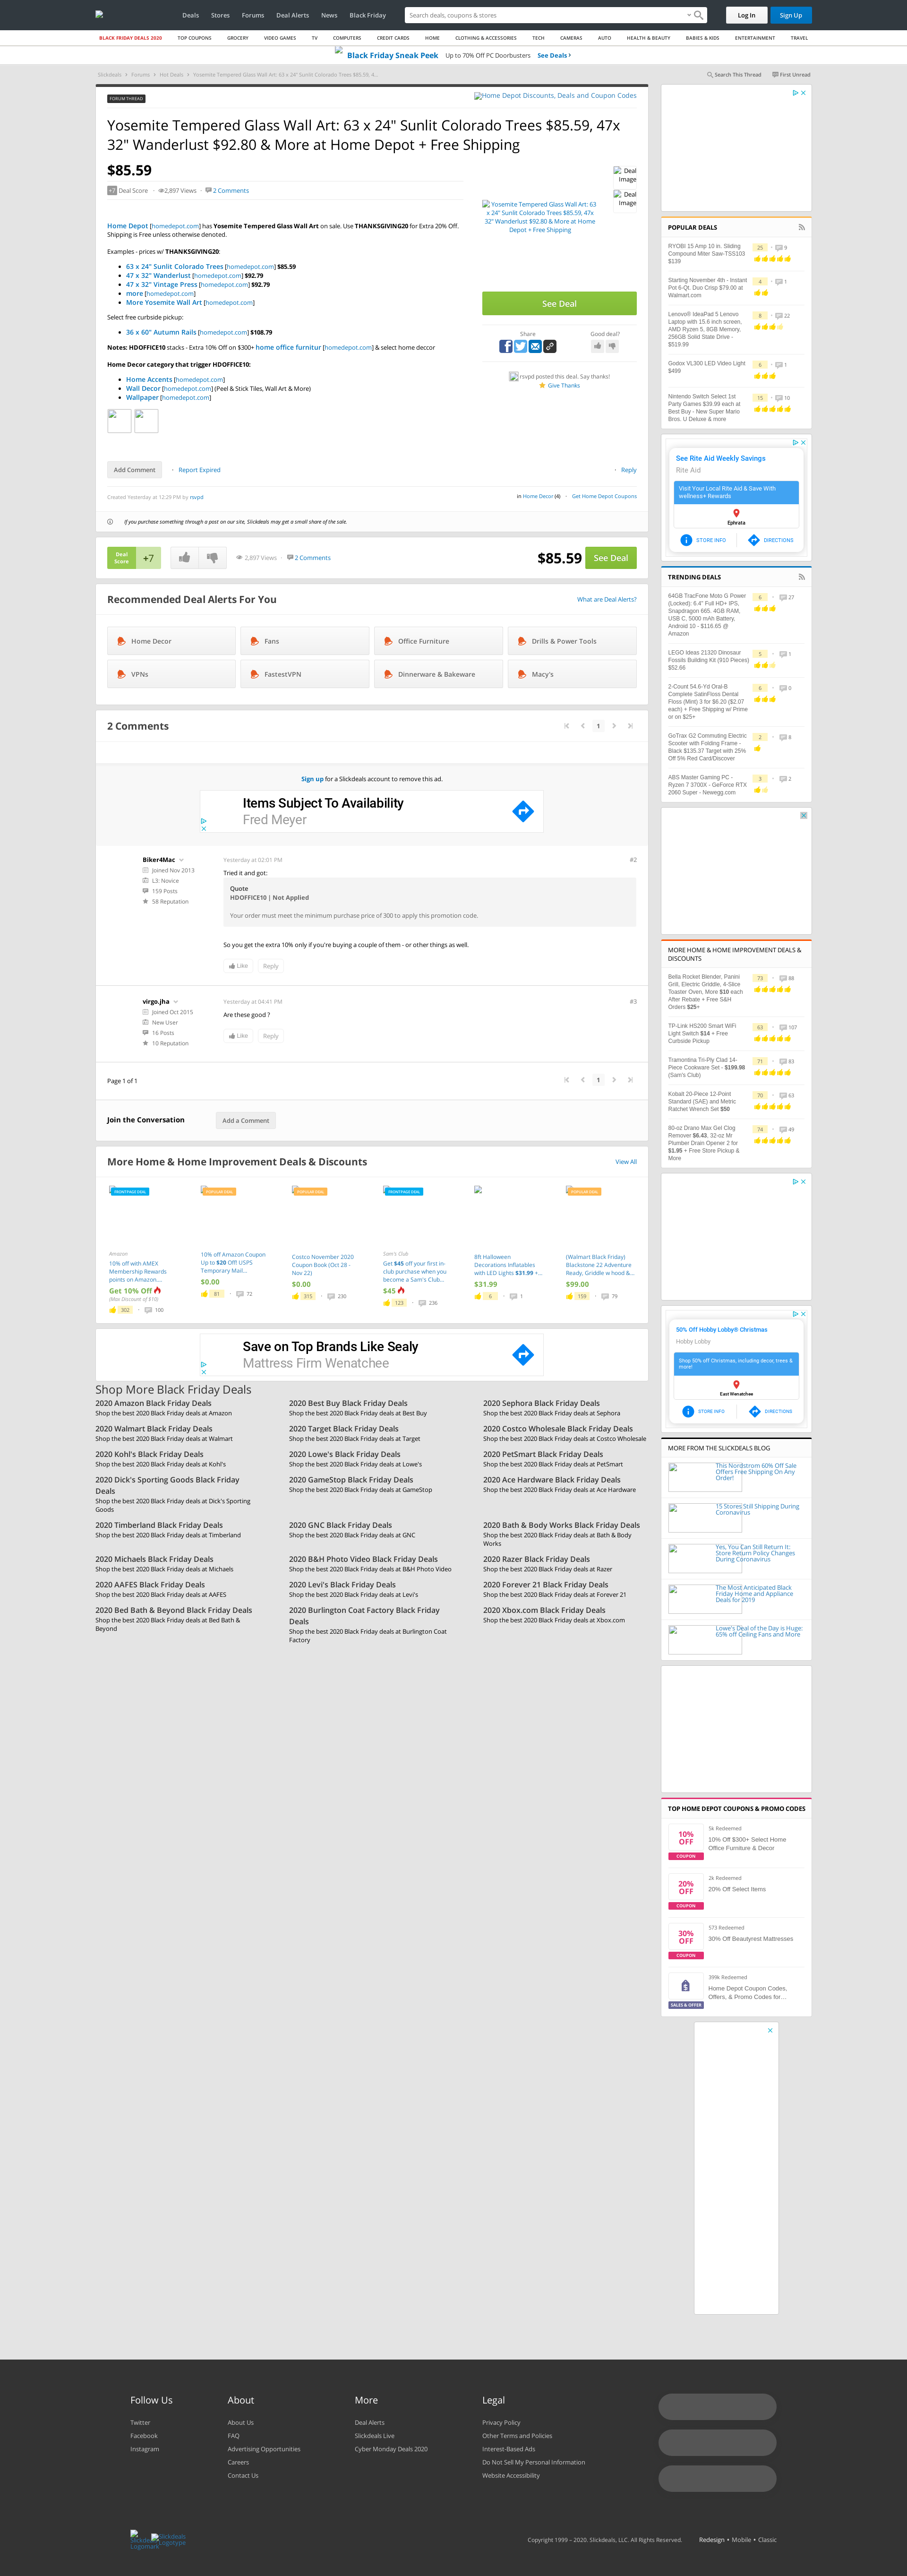 Deals Stores Forums Deal Alerts News Black Friday
Search deals, coupons & stores
Log In
Sign Up
BLACK FRIDAY DEALS 2020 TOP COUPONS GROCERY VIDEO GAMES TV COMPUTERS CREDIT CARDS HOME CLOTHING & ACCESSORIES TECH CAMERAS AUTO HEALTH & BEAUTY BABIES & KIDS ENTERTAINMENT TRAVEL
Black Friday Sneak Peek Up to 70% Off PC Doorbusters See Deals ›
Slickdeals › Forums › Hot Deals › Yosemite Tempered Glass Wall Art: 63 x 24" Sunlit Colorado Trees $85.59, 4...
Search This Thread
First Unread
FORUM THREAD
Home Depot Discounts, Deals and Coupon Codes
Yosemite Tempered Glass Wall Art: 63 x 24" Sunlit Colorado Trees $85.59, 47x
32" Wanderlust $92.80 & More at Home Depot + Free Shipping
$85.59
+7 Deal Score 2,897 Views 2 Comments
Deal Image
Deal Image
Yosemite Tempered Glass Wall Art: 63 x 24" Sunlit Colorado Trees $85.59, 47x 32" Wanderlust $92.80 & More at Home Depot + Free Shipping
Home Depot [homedepot.com] has Yosemite Tempered Glass Wall Art on sale. Use THANKSGIVING20 for Extra 20% Off.
Shipping is Free unless otherwise denoted.
Examples - prices w/ THANKSGIVING20:
63 x 24" Sunlit Colorado Trees [homedepot.com] $85.59
47 x 32" Wanderlust [homedepot.com] $92.79
47 x 32" Vintage Press [homedepot.com] $92.79
more [homedepot.com]
More Yosemite Wall Art [homedepot.com]
Select free curbside pickup:
36 x 60" Autumn Rails [homedepot.com] $108.79
Notes: HDOFFICE10 stacks - Extra 10% Off on $300+ home office furnitur [homedepot.com] & select home deccor
Home Decor category that trigger HDOFFICE10:
Home Accents [homedepot.com]
Wall Decor [homedepot.com] (Peel & Stick Tiles, Wall Art & More)
Wallpaper [homedepot.com]
See Deal
Share
Good deal?
rsvpd posted this deal. Say thanks!
Give Thanks
Add Comment
Report Expired
Reply
Created Yesterday at 12:29 PM by rsvpd
in Home Decor (4) Get Home Depot Coupons
If you purchase something through a post on our site, Slickdeals may get a small share of the sale.
Deal Score +7
2,897 Views 2 Comments
$85.59 See Deal
Recommended Deal Alerts For You
What are Deal Alerts?
Home Decor
Fans
Office Furniture
Drills & Power Tools
VPNs
FastestVPN
Dinnerware & Bakeware
Macy's
2 Comments
1
Sign up for a Slickdeals account to remove this ad.
Items Subject To Availability
Fred Meyer
Biker4Mac
Joined Nov 2013
L3: Novice
159 Posts
58 Reputation
Yesterday at 02:01 PM
#2
Tried it and got:
Quote
HDOFFICE10 | Not Applied
Your order must meet the minimum purchase price of 300 to apply this promotion code.
So you get the extra 10% only if you're buying a couple of them - or other things as well.
Like
Reply
virgo.jha
Joined Oct 2015
New User
16 Posts
10 Reputation
Yesterday at 04:41 PM
#3
Are these good ?
Like
Reply
Page 1 of 1
1
Join the Conversation
Add a Comment
More Home & Home Improvement Deals & Discounts
View All
FRONTPAGE DEAL
Amazon
10% off with AMEX
Membership Rewards
points on Amazon....
Get 10% Off
(Max Discount of $10)
302 100
POPULAR DEAL
10% off Amazon Coupon
Up to $20 Off! USPS
Temporary Mail...
$0.00
81 72
POPULAR DEAL
Costco November 2020
Coupon Book (Oct 28 -
Nov 22)
$0.00
315 230
FRONTPAGE DEAL
Sam's Club
Get $45 off your first in-
club purchase when you
become a Sam's Club...
$45
123 236
8ft Halloween
Decorations Inflatables
with LED Lights $31.99 +...
$31.99
6 1
POPULAR DEAL
(Walmart Black Friday)
Blackstone 22 Adventure
Ready, Griddle w hood &...
$99.00
159 79
Save on Top Brands Like Sealy
Mattress Firm Wenatchee
Shop More Black Friday Deals
2020 Amazon Black Friday Deals
Shop the best 2020 Black Friday deals at Amazon
2020 Best Buy Black Friday Deals
Shop the best 2020 Black Friday deals at Best Buy
2020 Sephora Black Friday Deals
Shop the best 2020 Black Friday deals at Sephora
2020 Walmart Black Friday Deals
Shop the best 2020 Black Friday deals at Walmart
2020 Target Black Friday Deals
Shop the best 2020 Black Friday deals at Target
2020 Costco Wholesale Black Friday Deals
Shop the best 2020 Black Friday deals at Costco Wholesale
2020 Kohl's Black Friday Deals
Shop the best 2020 Black Friday deals at Kohl's
2020 Lowe's Black Friday Deals
Shop the best 2020 Black Friday deals at Lowe's
2020 PetSmart Black Friday Deals
Shop the best 2020 Black Friday deals at PetSmart
2020 Dick's Sporting Goods Black Friday
Deals
Shop the best 2020 Black Friday deals at Dick's Sporting
Goods
2020 GameStop Black Friday Deals
Shop the best 2020 Black Friday deals at GameStop
2020 Ace Hardware Black Friday Deals
Shop the best 2020 Black Friday deals at Ace Hardware
2020 Timberland Black Friday Deals
Shop the best 2020 Black Friday deals at Timberland
2020 GNC Black Friday Deals
Shop the best 2020 Black Friday deals at GNC
2020 Bath & Body Works Black Friday Deals
Shop the best 2020 Black Friday deals at Bath & Body
Works
2020 Michaels Black Friday Deals
Shop the best 2020 Black Friday deals at Michaels
2020 B&H Photo Video Black Friday Deals
Shop the best 2020 Black Friday deals at B&H Photo Video
2020 Razer Black Friday Deals
Shop the best 2020 Black Friday deals at Razer
2020 AAFES Black Friday Deals
Shop the best 2020 Black Friday deals at AAFES
2020 Levi's Black Friday Deals
Shop the best 2020 Black Friday deals at Levi's
2020 Forever 21 Black Friday Deals
Shop the best 2020 Black Friday deals at Forever 21
2020 Bed Bath & Beyond Black Friday Deals
Shop the best 2020 Black Friday deals at Bed Bath &
Beyond
2020 Burlington Coat Factory Black Friday
Deals
Shop the best 2020 Black Friday deals at Burlington Coat
Factory
2020 Xbox.com Black Friday Deals
Shop the best 2020 Black Friday deals at Xbox.com
POPULAR DEALS
RYOBI 15 Amp 10 in. Sliding
Compound Miter Saw-TSS103
$139
25 9
Starting November 4th - Instant
Pot 6-Qt. Duo Crisp $79.00 at
Walmart.com
4 1
Lenovo® IdeaPad 5 Lenovo
Laptop with 15.6 inch screen,
AMD Ryzen 5, 8GB Memory,
256GB Solid State Drive -
$519.99
8 22
Godox VL300 LED Video Light
$499
6 1
Nintendo Switch Select 1st
Party Games $39.99 each at
Best Buy - New Super Mario
Bros. U Deluxe & more
15 10
See Rite Aid Weekly Savings
Rite Aid
Visit Your Local Rite Aid & Save With
wellness+ Rewards
Ephrata
STORE INFO
DIRECTIONS
TRENDING DEALS
64GB TracFone Moto G Power
(Locked): 6.4" Full HD+ IPS,
Snapdragon 665, 4GB RAM,
USB C, 5000 mAh Battery,
Android 10 - $116.65 @
Amazon
6 27
LEGO Ideas 21320 Dinosaur
Fossils Building Kit (910 Pieces)
$52.66
5 1
2-Count 54.6-Yd Oral-B
Complete SatinFloss Dental
Floss (Mint) 3 for $6.20 ($2.07
each) + Free Shipping w/ Prime
or on $25+
6 0
GoTrax G2 Commuting Electric
Scooter with Folding Frame -
Black $135.37 Target with 25%
Off 5% Red Card/Discover
2 8
ABS Master Gaming PC -
Ryzen 7 3700X - GeForce RTX
2060 Super - Newegg.com
3 2
MORE HOME & HOME IMPROVEMENT DEALS &
DISCOUNTS
Bella Rocket Blender, Panini
Grill, Electric Griddle, 4-Slice
Toaster Oven, More $10 each
After Rebate + Free S&H
Orders $25+
73 88
TP-Link HS200 Smart WiFi
Light Switch $14 + Free
Curbside Pickup
63 107
Tramontina Tri-Ply Clad 14-
Piece Cookware Set - $199.98
(Sam's Club)
71 83
Kobalt 20-Piece 12-Point
Standard (SAE) and Metric
Ratchet Wrench Set $50
70 63
80-oz Drano Max Gel Clog
Remover $6.43, 32-oz Mr
Plumber Drain Opener 2 for
$1.95 + Free Store Pickup &
More
74 49
50% Off Hobby Lobby® Christmas
Hobby Lobby
Shop 50% off Christmas, including decor, trees &
more!
East Wenatchee
STORE INFO
DIRECTIONS
MORE FROM THE SLICKDEALS BLOG
This Nordstrom 60% Off Sale
Offers Free Shipping On Any
Order!
15 Stores Still Shipping During
Coronavirus
Yes, You Can Still Return It:
Store Return Policy Changes
During Coronavirus
The Most Anticipated Black
Friday Home and Appliance
Deals for 2019
Lowe's Deal of the Day is Huge:
65% off Ceiling Fans and More
TOP HOME DEPOT COUPONS & PROMO CODES
10% OFF
COUPON
5k Redeemed
10% Off $300+ Select Home
Office Furniture & Decor
20% OFF
COUPON
2k Redeemed
20% Off Select Items
30% OFF
COUPON
573 Redeemed
30% Off Beautyrest Mattresses
SALES & OFFER
399k Redeemed
Home Depot Coupon Codes,
Offers, & Promo Codes for...
Follow Us
Twitter
Facebook
Instagram
About
About Us
FAQ
Advertising Opportunities
Careers
Contact Us
More
Deal Alerts
Slickdeals Live
Cyber Monday Deals 2020
Legal
Privacy Policy
Other Terms and Policies
Interest-Based Ads
Do Not Sell My Personal Information
Website Accessibility
Slickdeals Logomark
Slickdeals Logotype
Copyright 1999 – 2020. Slickdeals, LLC. All Rights Reserved.
Redesign • Mobile • Classic